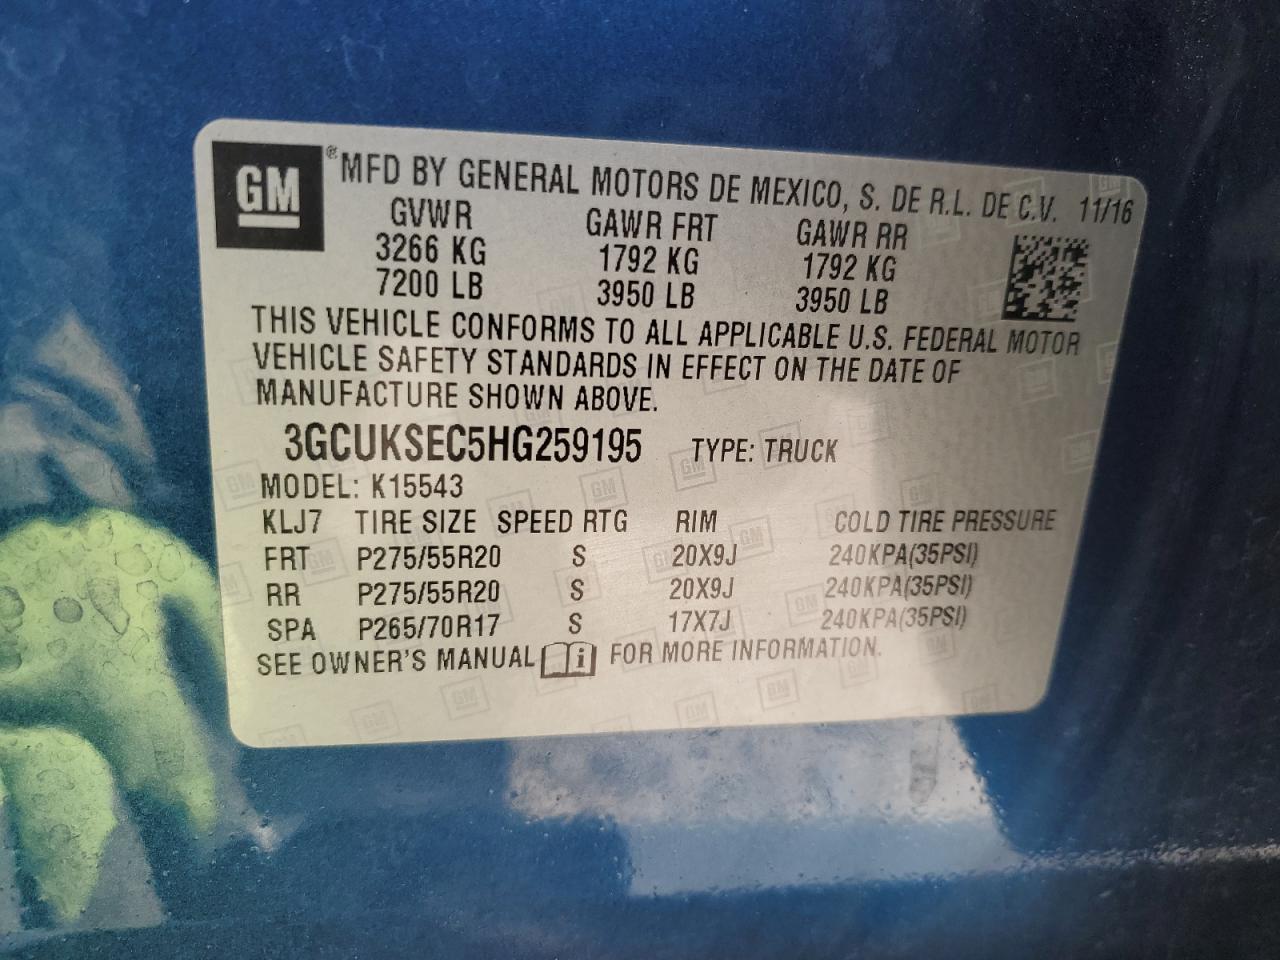 GM
® MFD BY GENERAL MOTORS DE MEXICO, S. DE R.L. DE C.V. 11/16
GVWR GAWR FRT GAWR RR
3266 KG 1792 KG 1792 KG
7200 LB 3950 LB 3950 LB
THIS VEHICLE CONFORMS TO ALL APPLICABLE U.S. FEDERAL MOTOR
VEHICLE SAFETY STANDARDS IN EFFECT ON THE DATE OF
MANUFACTURE SHOWN ABOVE.
3GCUKSEC5HG259195 TYPE: TRUCK
MODEL: K15543
KLJ7 TIRE SIZE SPEED RTG RIM COLD TIRE PRESSURE
FRT P275/55R20 S 20X9J 240KPA(35PSI)
RR P275/55R20 S 20X9J 240KPA(35PSI)
SPA P265/70R17 S 17X7J 240KPA(35PSI)
SEE OWNER'S MANUAL i FOR MORE INFORMATION.